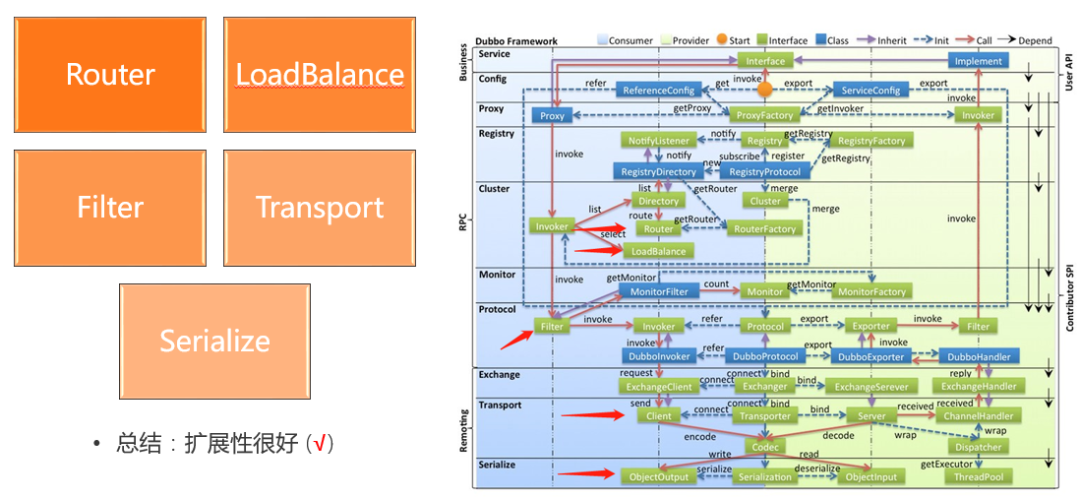 Router
LoadBalance
Filter
Transport
Serialize
• 总结：扩展性很好 (√)
Dubbo Framework
Consumer
Provider
Start
Interface
Class
Inherit
Init
Call
Depend
Business
RPC
Remoting
User API
Contributor SPI
Service
Interface
Implement
Config
refer
ReferenceConfig
get
invoke
export
ServiceConfig
export
Proxy
Proxy
getProxy
ProxyFactory
getInvoker
invoke
Invoker
Registry
NotifyListener
notify
Registry
getRegistry
RegistryFactory
invoke
notify
subscribe
register
getRegistry
RegistryDirectory
new
RegistryProtocol
Cluster
list
getRouter
merge
list
Directory
Cluster
merge
Invoker
route
getRouter
invoke
select
Router
RouterFactory
LoadBalance
Monitor
invoke
getMonitor
MonitorFilter
count
Monitor
getMonitor
MonitorFactory
Protocol
Filter
invoke
Invoker
refer
Protocol
export
Exporter
invoke
Filter
invoke
refer
export
invoke
DubboInvoker
DubboProtocol
DubboExporter
DubboHandler
Exchange
request
connect
bind
reply
ExchangeClient
connect
Exchanger
bind
ExchangeSerever
ExchangeHandler
Transport
send
connect
bind
received
Client
connect
Transporter
bind
Server
received
ChannelHandler
encode
decode
wrap
wrap
Codec
Dispatcher
Serialize
write
read
getExecutor
ObjectOutput
serialize
Serialization
deserialize
ObjectInput
ThreadPool